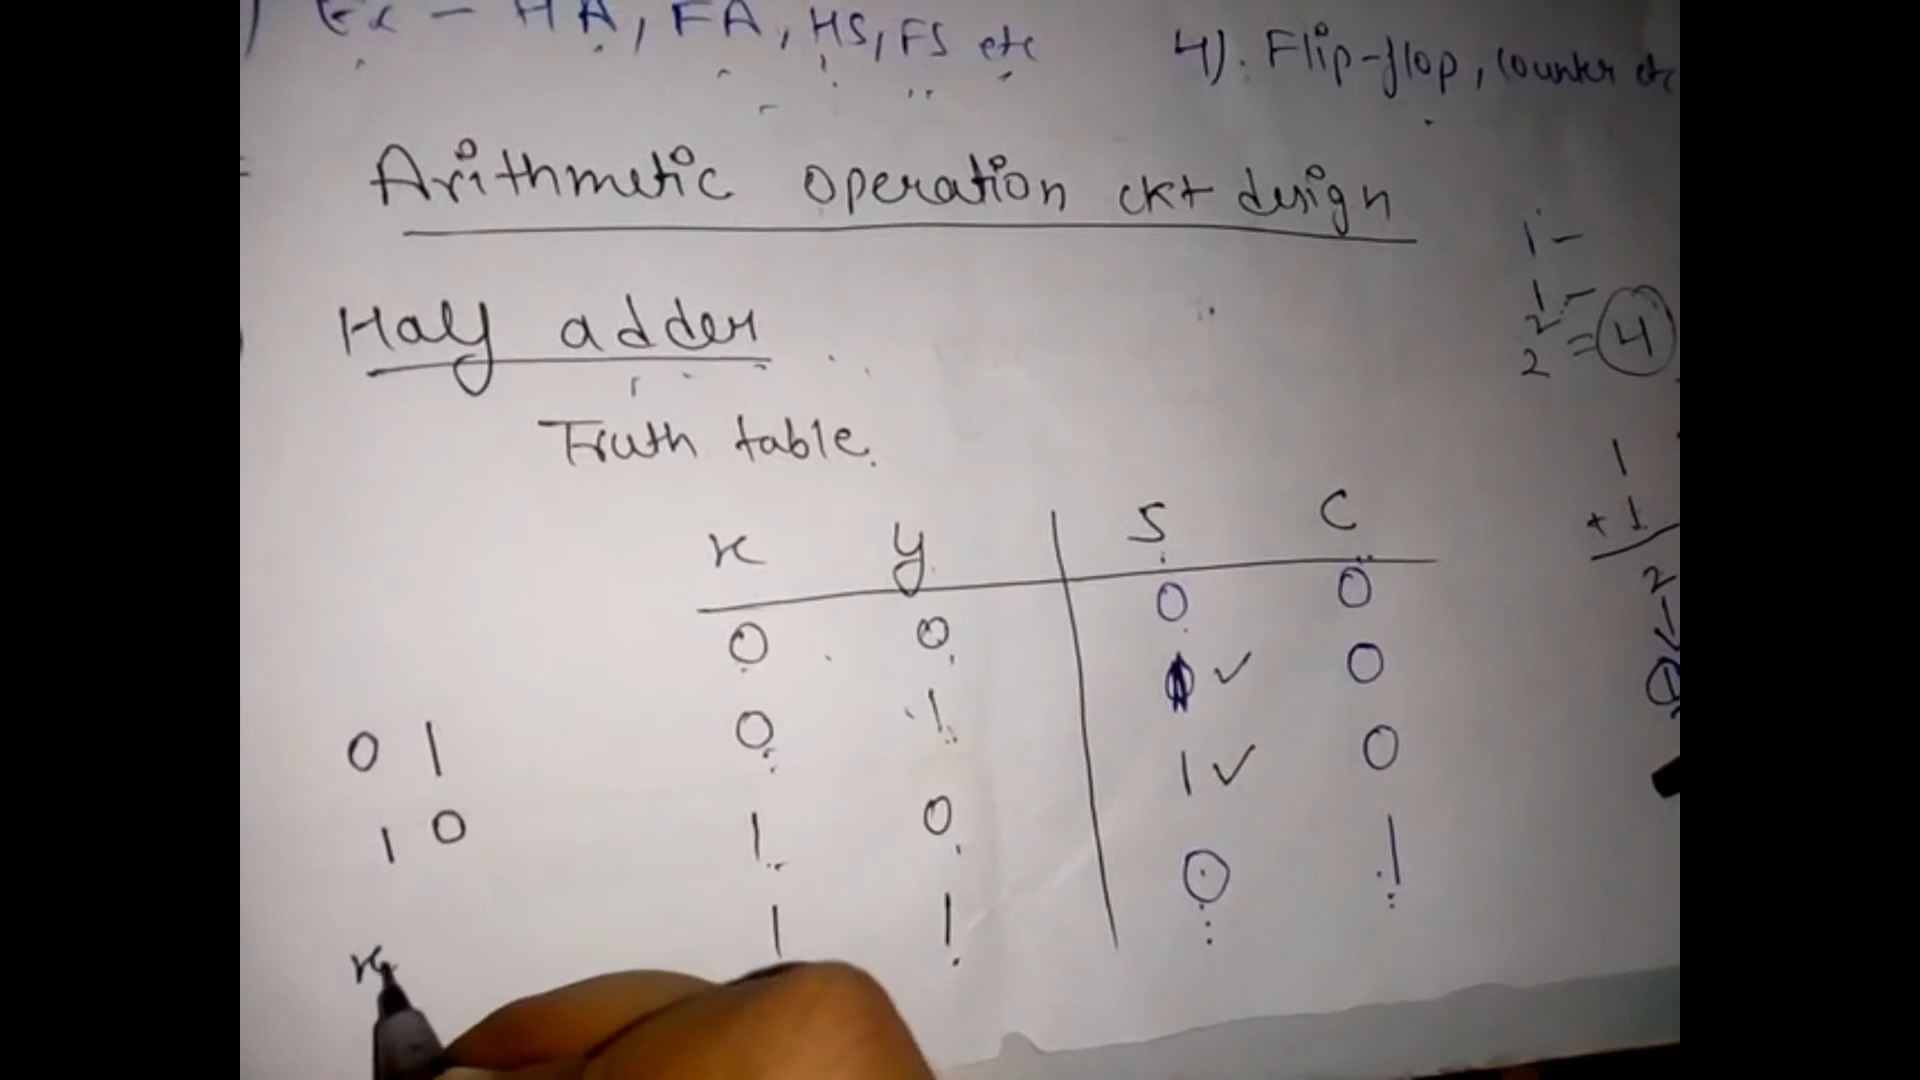 Ex - HA, FA, HS, FS etc
4). Flip-flop, counter etc
Arithmetic operation ckt design
Half adder
Truth table.
x y S C
0 0 0 0
0 1 1 ✓ 0
1 0 1 ✓ 0
1 1 0 1
0 1
1 0
x
1 -
1 -
2
2 = 4
1
+ 1
2